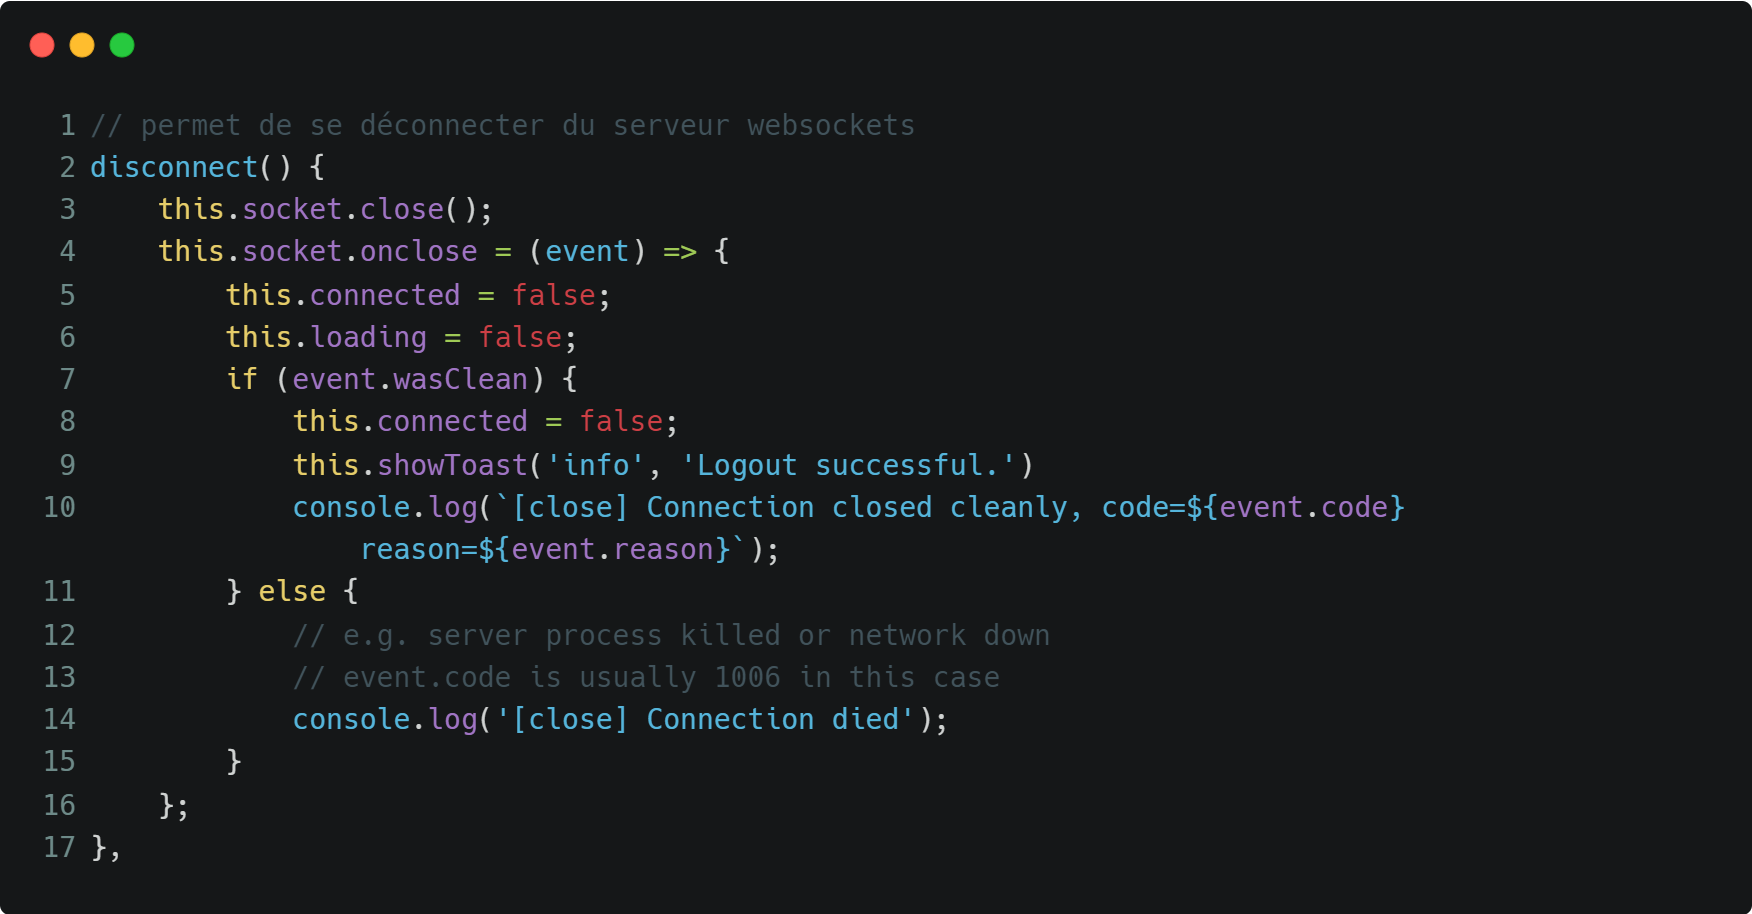 1 // permet de se déconnecter du serveur websockets
2 disconnect() {
3     this.socket.close();
4     this.socket.onclose = (event) => {
5         this.connected = false;
6         this.loading = false;
7         if (event.wasClean) {
8             this.connected = false;
9             this.showToast('info', 'Logout successful.')
10             console.log(`[close] Connection closed cleanly, code=${event.code}
                reason=${event.reason}`);
11         } else {
12             // e.g. server process killed or network down
13             // event.code is usually 1006 in this case
14             console.log('[close] Connection died');
15         }
16     };
17 },